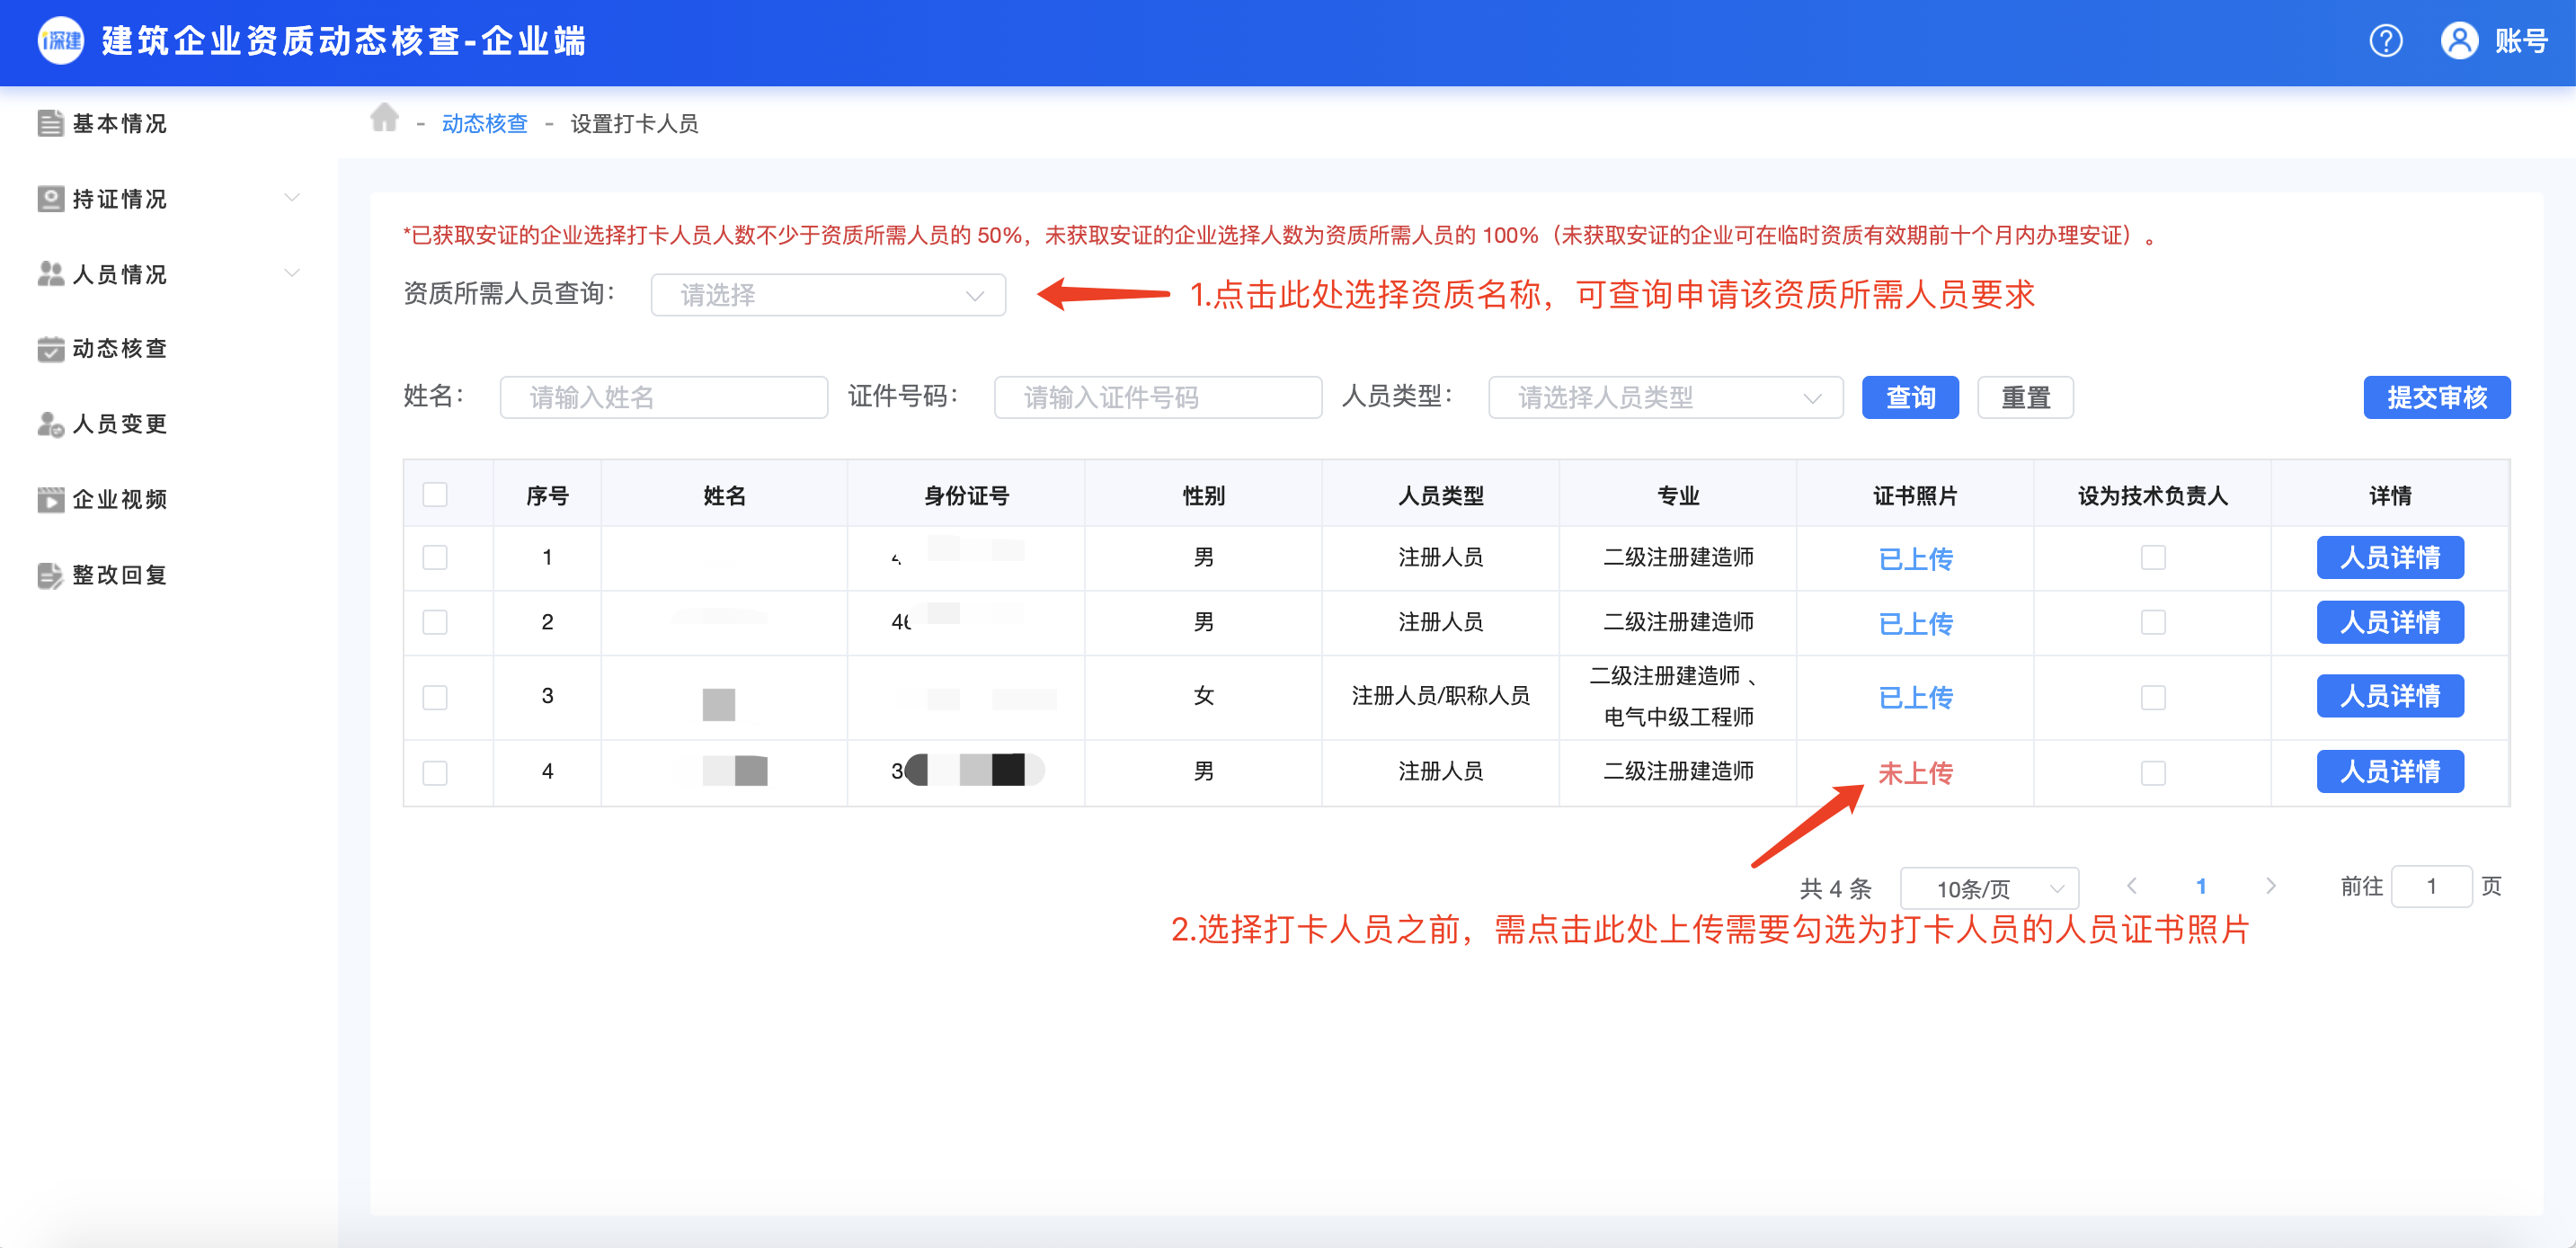 i深建 建筑企业资质动态核查-企业端 账号
基本情况
持证情况
人员情况
动态核查
人员变更
企业视频
整改回复
- 动态核查 - 设置打卡人员
*已获取安证的企业选择打卡人员人数不少于资质所需人员的 50%，未获取安证的企业选择人数为资质所需人员的 100%（未获取安证的企业可在临时资质有效期前十个月内办理安证）。
资质所需人员查询： 请选择 1.点击此处选择资质名称，可查询申请该资质所需人员要求
姓名： 请输入姓名 证件号码： 请输入证件号码 人员类型： 请选择人员类型 查询 重置 提交审核
序号 姓名 身份证号 性别 人员类型 专业 证书照片 设为技术负责人 详情
1 男 注册人员 二级注册建造师 已上传 人员详情
2 4 男 注册人员 二级注册建造师 已上传 人员详情
3 女 注册人员/职称人员 二级注册建造师 、 已上传 人员详情
电气中级工程师
4 3 男 注册人员 二级注册建造师 未上传 人员详情
共 4 条 10条/页 1 前往 1 页
2.选择打卡人员之前，需点击此处上传需要勾选为打卡人员的人员证书照片